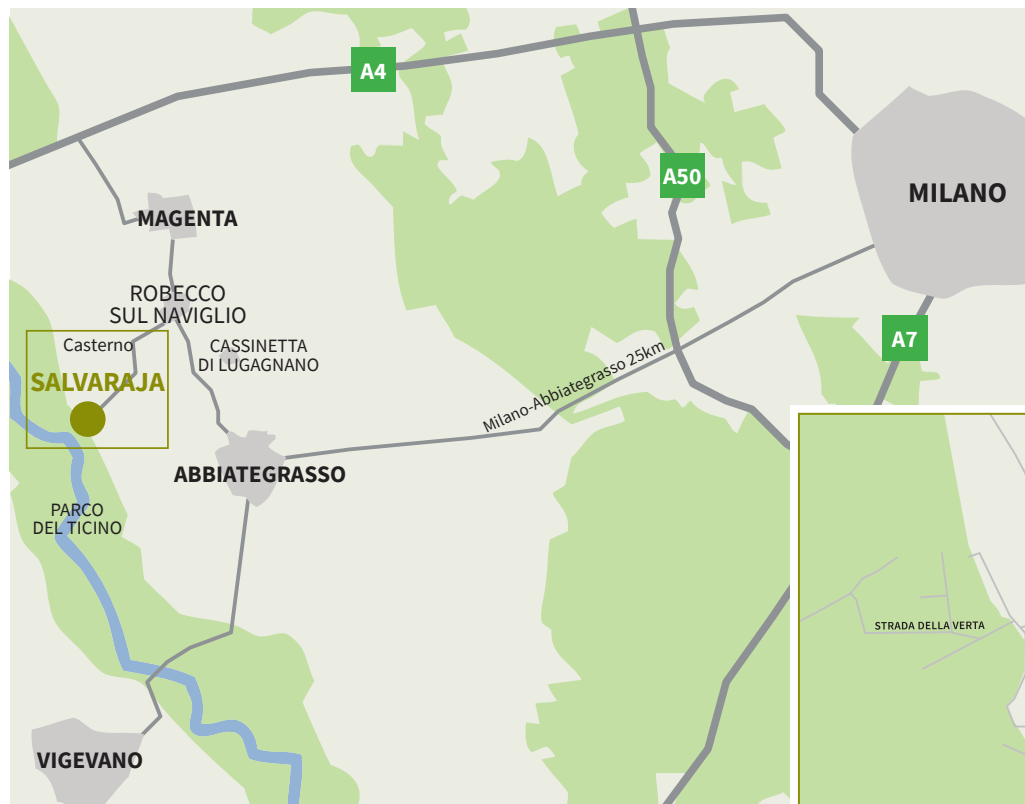 A4
A50
MILANO
MAGENTA
ROBECCO
SUL NAVIGLIO
Casterno
CASSINETTA
DI LUGAGNANO
A7
SALVARAJA
Milano-Abbiategrasso 25km
ABBIATEGRASSO
PARCO
DEL TICINO
STRADA DELLA VERTA
VIGEVANO